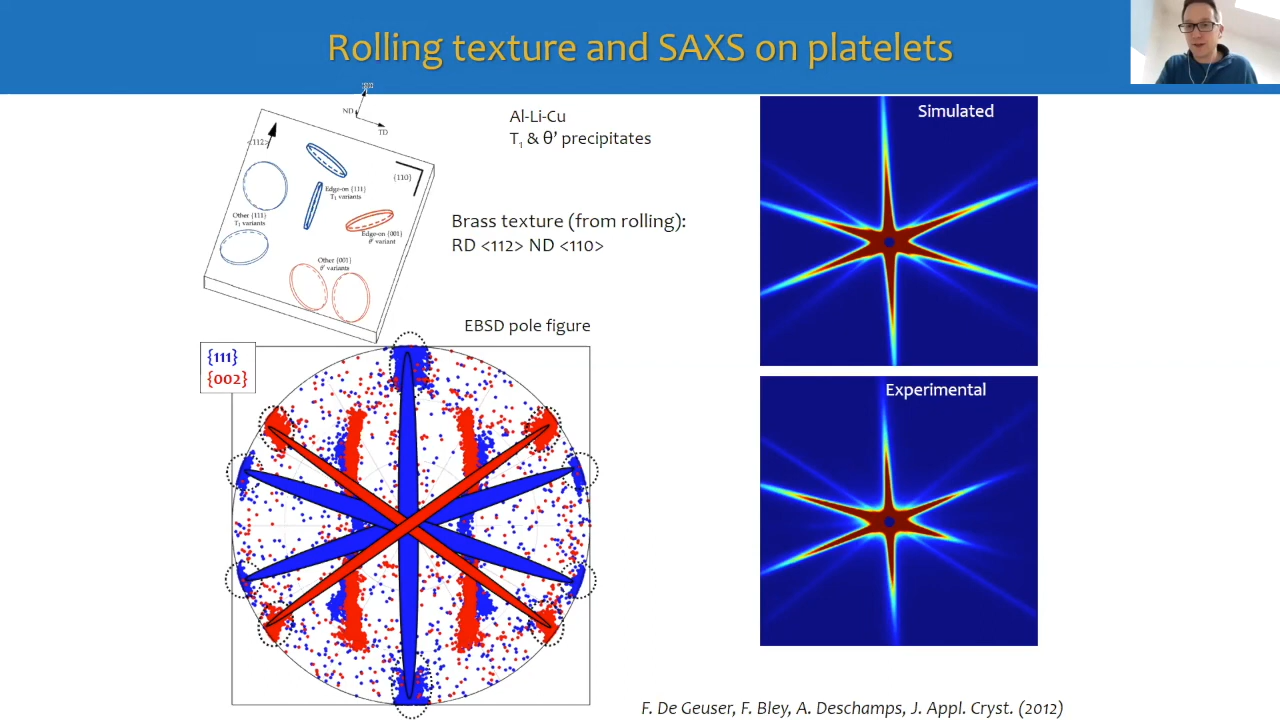 Rolling texture and SAXS on platelets
ND
TD
<112>
{110}
Edge-on {111}
T1 variants
Other {111}
T1 variants
Edge-on {001}
θ' variant
Other {001}
θ' variants
Al-Li-Cu
T1 & θ' precipitates
Brass texture (from rolling):
RD <112> ND <110>
EBSD pole figure
{111}
{002}
Simulated
Experimental
F. De Geuser, F. Bley, A. Deschamps, J. Appl. Cryst. (2012)